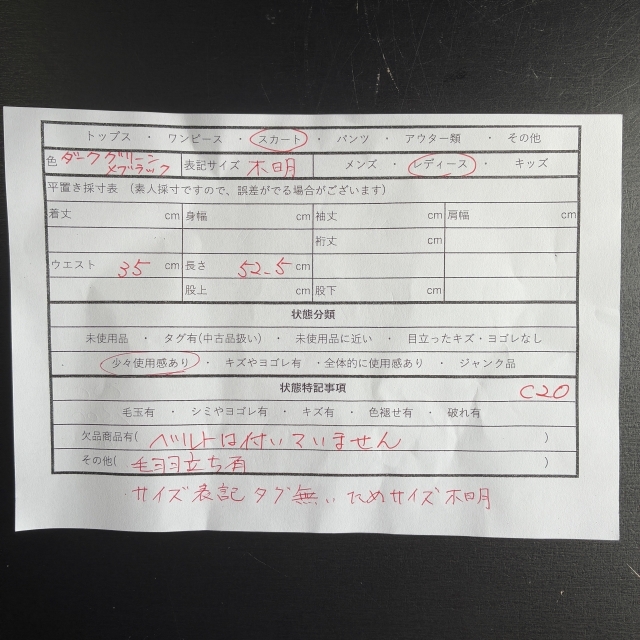 トップス ・ ワンピース ・ スカート ・ パンツ ・ アウター類 ・ その他
色 ダークグリーン×ブラック 表記サイズ 不明 メンズ ・ レディース ・ キッズ
平置き採寸表 （素人採寸ですので、誤差がでる場合がございます）
着丈 cm 身幅 cm 袖丈 cm 肩幅 cm
裄丈 cm
ウエスト 35 cm 長さ 52.5 cm
股上 cm 股下 cm
状態分類
未使用品 ・ タグ有(中古品扱い) ・ 未使用品に近い ・ 目立ったキズ・ヨゴレなし
少々使用感あり ・ キズやヨゴレ有 ・全体的に使用感あり ・ ジャンク品
状態特記事項 C20
毛玉有 ・ シミやヨゴレ有 ・ キズ有 ・ 色褪せ有 ・ 破れ有
欠品商品有( ベルトは付いていません )
その他( 毛羽立ち有 )
サイズ表記タグ無いためサイズ不明